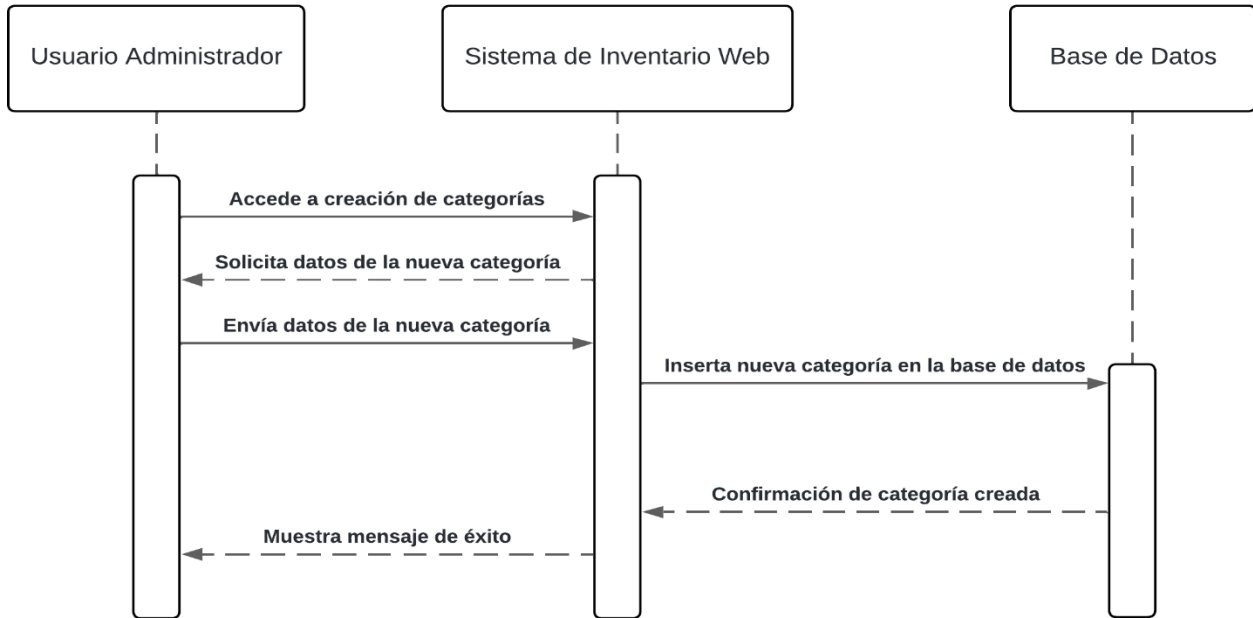 Usuario Administrador
Sistema de Inventario Web
Base de Datos
Accede a creación de categorías
Solicita datos de la nueva categoría
Envía datos de la nueva categoría
Inserta nueva categoría en la base de datos
Confirmación de categoría creada
Muestra mensaje de éxito